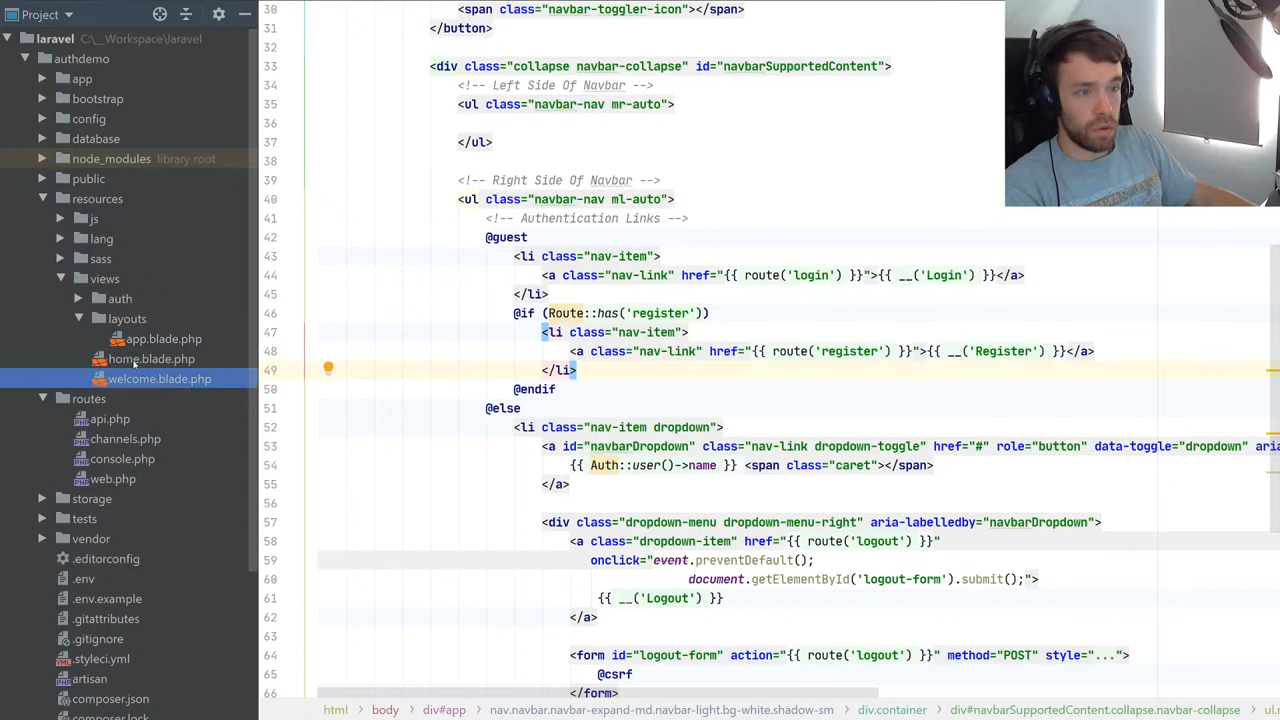 Project
laravel C:\__Workspace\laravel
authdemo
app
bootstrap
config
database
node_modules library root
public
resources
js
lang
sass
views
auth
layouts
app.blade.php
home.blade.php
welcome.blade.php
routes
api.php
channels.php
console.php
web.php
storage
tests
vendor
.editorconfig
.env
.env.example
.gitattributes
.gitignore
.styleci.yml
artisan
composer.json
composer.lock
30 <span class="navbar-toggler-icon"></span>
31 </button>
32
33 <div class="collapse navbar-collapse" id="navbarSupportedContent">
34 <!-- Left Side Of Navbar -->
35 <ul class="navbar-nav mr-auto">
36
37 </ul>
38
39 <!-- Right Side Of Navbar -->
40 <ul class="navbar-nav ml-auto">
41 <!-- Authentication Links -->
42 @guest
43 <li class="nav-item">
44 <a class="nav-link" href="{{ route('login') }}">{{ __('Login') }}</a>
45 </li>
46 @if (Route::has('register'))
47 <li class="nav-item">
48 <a class="nav-link" href="{{ route('register') }}">{{ __('Register') }}</a>
49 </li>
50 @endif
51 @else
52 <li class="nav-item dropdown">
53 <a id="navbarDropdown" class="nav-link dropdown-toggle" href="#" role="button" data-toggle="dropdown" aria
54 {{ Auth::user()->name }} <span class="caret"></span>
55 </a>
56
57 <div class="dropdown-menu dropdown-menu-right" aria-labelledby="navbarDropdown">
58 <a class="dropdown-item" href="{{ route('logout') }}"
59 onclick="event.preventDefault();
60 document.getElementById('logout-form').submit();">
61 {{ __('Logout') }}
62 </a>
63
64 <form id="logout-form" action="{{ route('logout') }}" method="POST" style="...">
65 @csrf
66 </form>
html body div#app nav.nav.navbar-expand-md.navbar-light.bg-white.shadow-sm div.container div#navbarSupportedContent.collapse.navbar-collapse